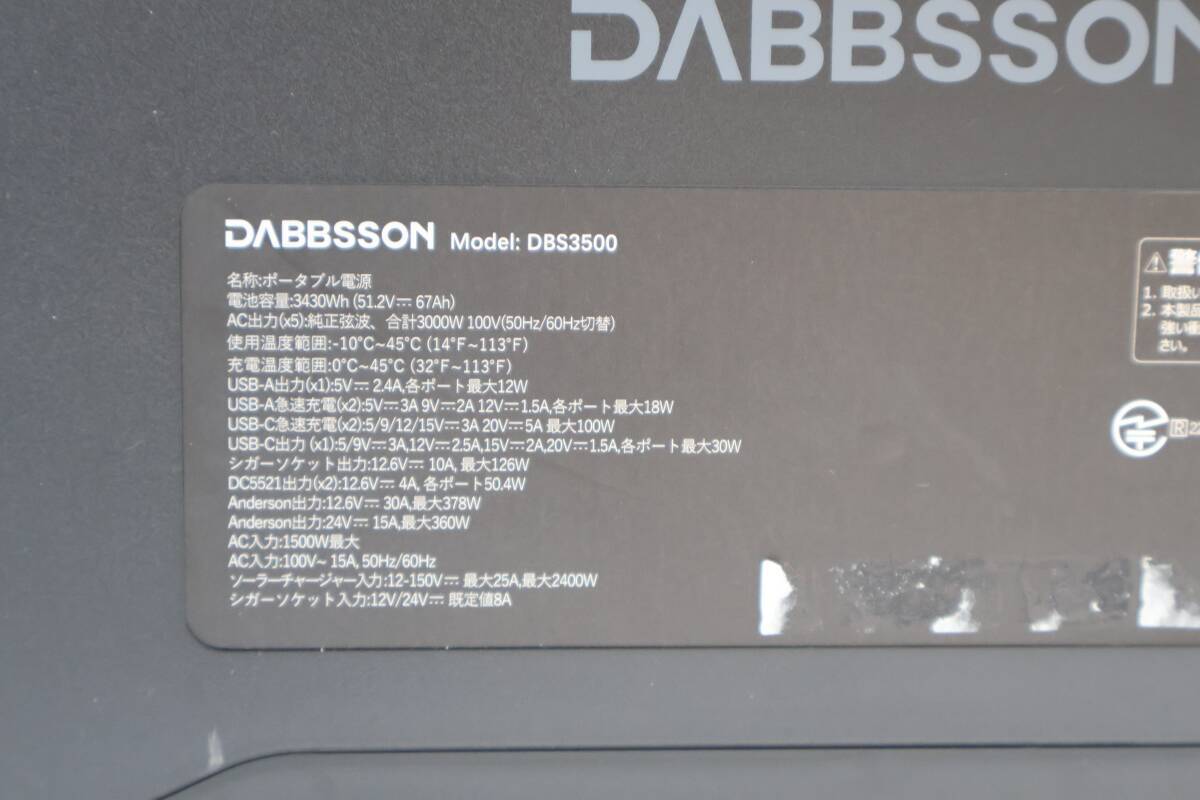 DABBSSON
DABBSSON Model: DBS3500
名称:ポータブル電源
電池容量:3430Wh (51.2V⎓ 67Ah)
AC出力(x5):純正弦波、合計3000W 100V(50Hz/60Hz切替)
使用温度範囲:-10°C~45°C (14°F~113°F)
充電温度範囲:0°C~45°C (32°F~113°F)
USB-A出力(x1):5V⎓ 2.4A,各ポート最大12W
USB-A急速充電(x2):5V⎓3A 9V⎓2A 12V⎓1.5A,各ポート最大18W
USB-C急速充電(x2):5/9/12/15V⎓3A 20V⎓5A 最大100W
USB-C出力 (x1):5/9V⎓3A,12V⎓2.5A,15V⎓2A,20V⎓1.5A,各ポート最大30W
シガーソケット出力:12.6V⎓ 10A, 最大126W
DC5521出力(x2):12.6V⎓ 4A, 各ポート50.4W
Anderson出力:12.6V⎓ 30A,最大378W
Anderson出力:24V⎓ 15A,最大360W
AC入力:1500W最大
AC入力:100V~ 15A, 50Hz/60Hz
ソーラーチャージャー入力:12-150V⎓ 最大25A,最大2400W
シガーソケット入力:12V/24V⎓ 既定値8A
⚠警
1. 取扱い
2. 本製品
強い
さい。
R 22